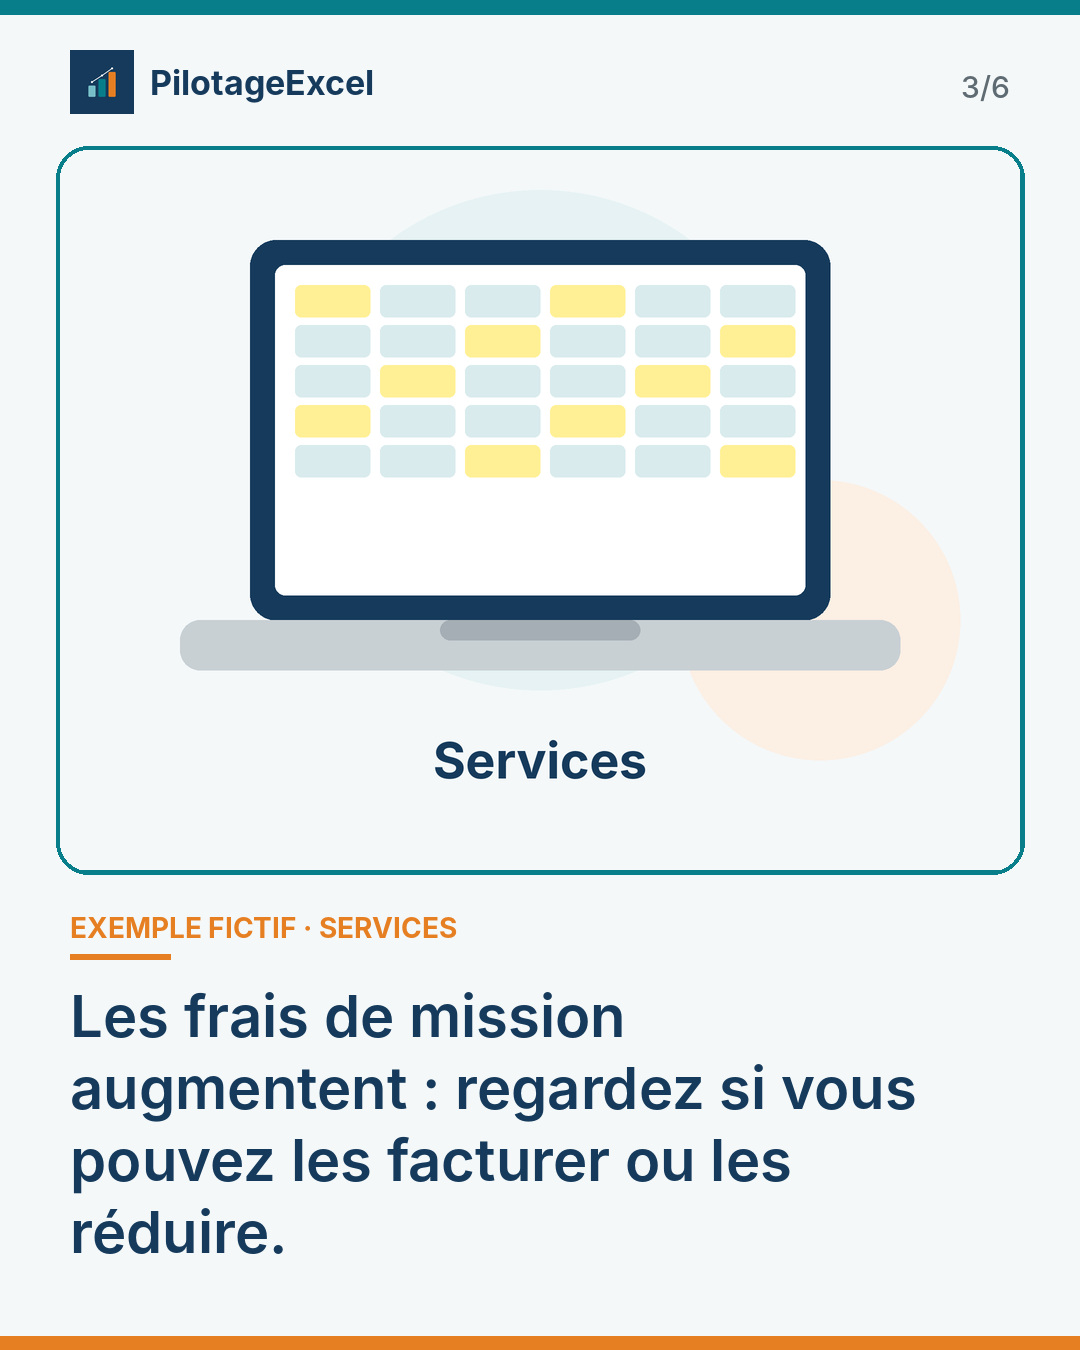 PilotageExcel
3/6
Services
EXEMPLE FICTIF · SERVICES
Les frais de mission
augmentent : regardez si vous
pouvez les facturer ou les
réduire.